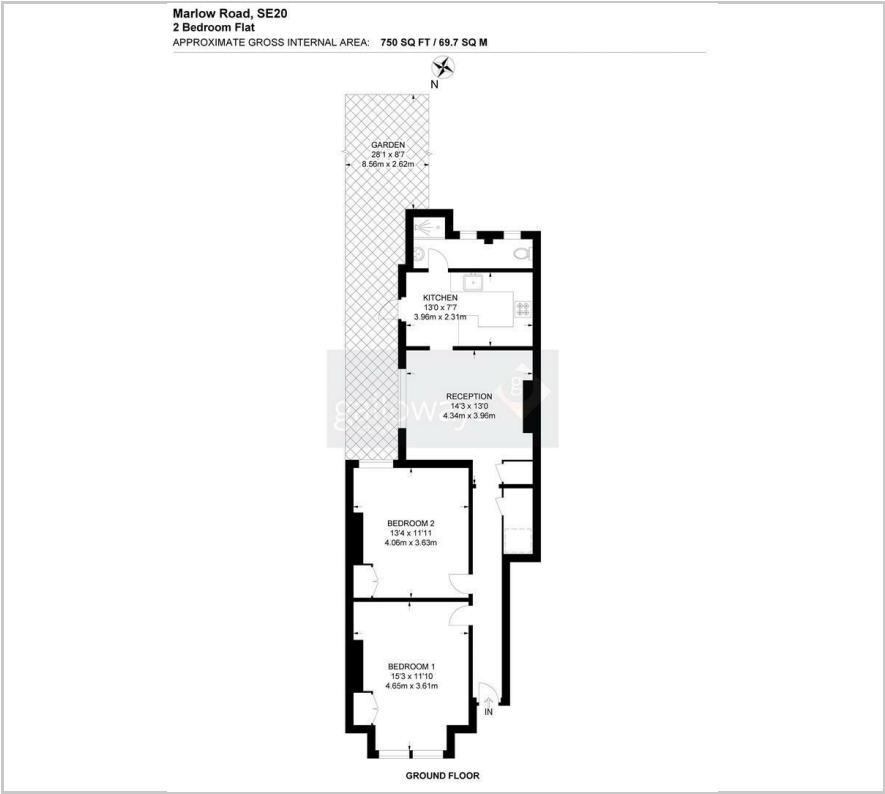 Marlow Road, SE20
2 Bedroom Flat
APPROXIMATE GROSS INTERNAL AREA: 750 SQ FT / 69.7 SQ M
N
GARDEN
28'1 x 8'7
8.56m x 2.62m
KITCHEN
13'0 x 7'7
3.96m x 2.31m
RECEPTION
14'3 x 13'0
4.34m x 3.96m
galloway
g
BEDROOM 2
13'4 x 11'11
4.06m x 3.63m
BEDROOM 1
15'3 x 11'10
4.65m x 3.61m
IN
GROUND FLOOR